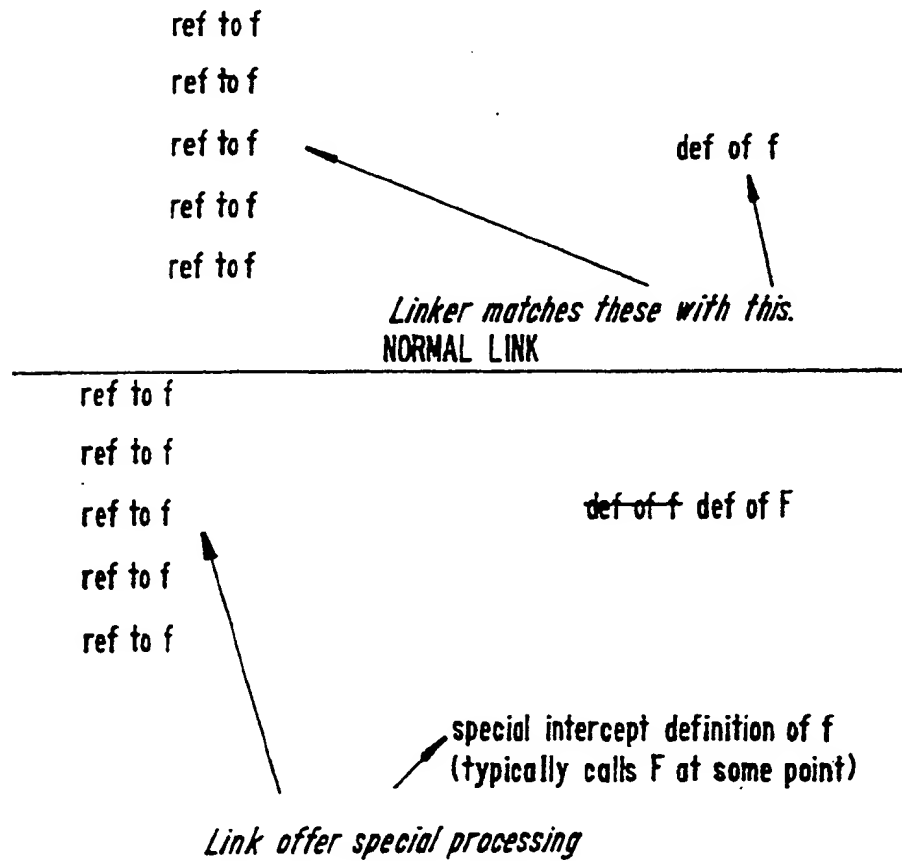 ref to f
ref to f
ref to f
def of f
ref to f
ref to f
Linker matches these with this.
NORMAL LINK
ref to f
ref to f
ref to f
def of f def of F
ref to f
ref to f
special intercept definition of f
(typically calls F at some point)
Link offer special processing